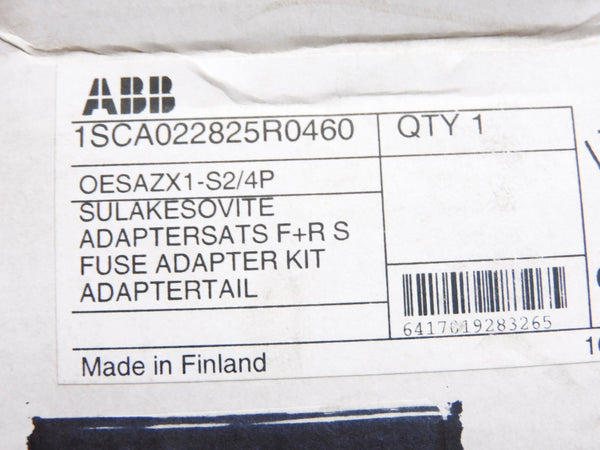 ABB
1SCA022825R0460 QTY 1
OESAZX1-S2/4P
SULAKESOVITE
ADAPTERSATS F+R S
FUSE ADAPTER KIT
ADAPTERTAIL
6417019283265
Made in Finland